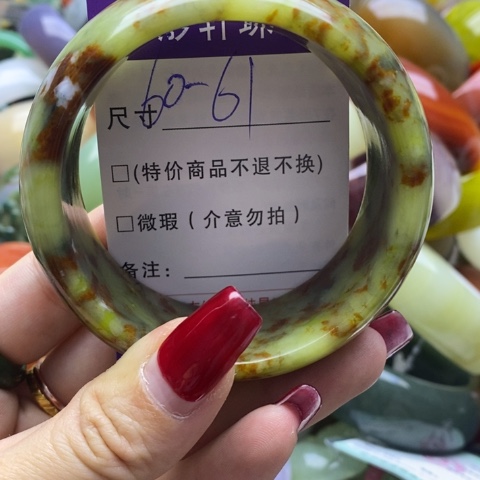 尺寸 60-61
□(特价商品不退不换)
□微瑕(介意勿拍)
备注: